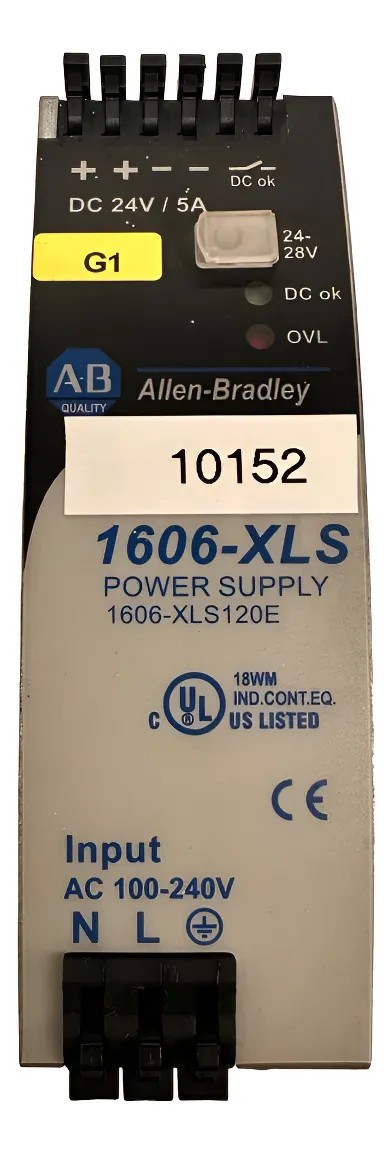 + + – –
DC ok
DC 24V / 5A
24-
28V
G1
DC ok
OVL
A·B
QUALITY
Allen-Bradley
10152
1606-XLS
POWER SUPPLY
1606-XLS120E
18WM
IND.CONT.EQ.
C UL ® US LISTED
CE
Input
AC 100-240V
N L